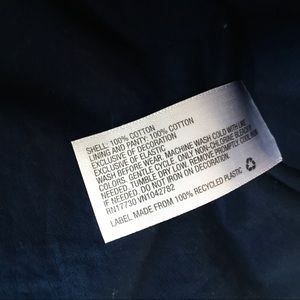 SHELL: 100% COTTON
LINING AND PANTY: 100% COTTON
EXCLUSIVE OF DECORATION
EXCLUSIVE OF ELASTIC
WASH BEFORE WEAR. MACHINE WASH COLD WITH LIKE
COLORS. GENTLE CYCLE. ONLY NON-CHLORINE BLEACH IF
NEEDED. TUMBLE DRY LOW. REMOVE PROMPTLY. COOL IRON
IF NEEDED. DO NOT IRON ON DECORATION.
RN17730 VN1042782
LABEL MADE FROM 100% RECYCLED PLASTIC